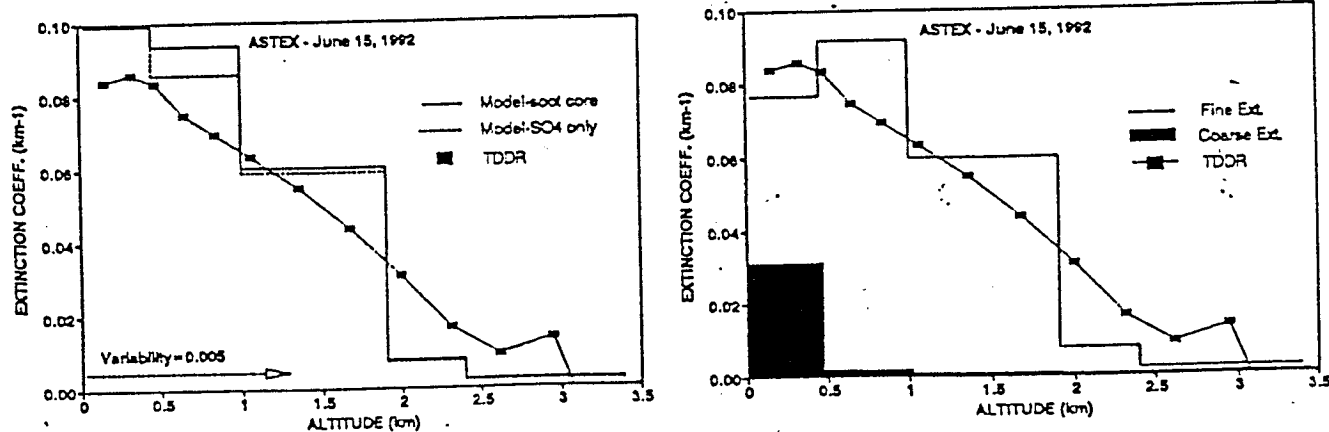 ASTEX - June 15, 1992
Model-soot core
Model-SO4 only
TDDR
Variability=0.005
EXTINCTION COEFF. (km-1)
0.10
0.08
0.06
0.04
0.02
0.00
0 0.5 1 1.5 2 2.5 3 3.5
ALTITUDE (km)
ASTEX - June 15, 1992
Fine Ext.
Coarse Ext.
TDDR
EXTINCTION COEFF. (km-1)
0.10
0.08
0.06
0.04
0.02
0.00
0 0.5 1 1.5 2 2.5 3 3.5
ALTITUDE (km)